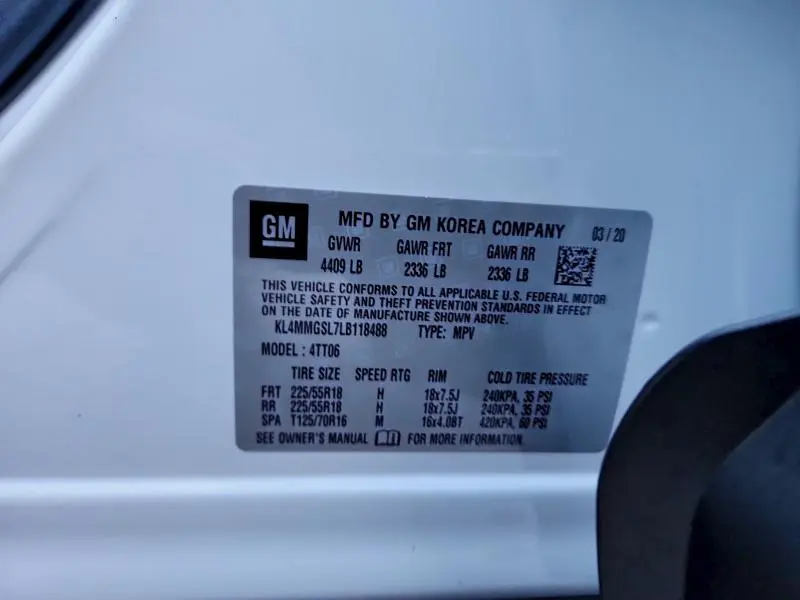 GM
MFD BY GM KOREA COMPANY 03/20
GVWR GAWR FRT GAWR RR
4409 LB 2336 LB 2336 LB
THIS VEHICLE CONFORMS TO ALL APPLICABLE U.S. FEDERAL MOTOR
VEHICLE SAFETY AND THEFT PREVENTION STANDARDS IN EFFECT
ON THE DATE OF MANUFACTURE SHOWN ABOVE.
KL4MMGSL7LB118488 TYPE: MPV
MODEL: 4TT06
TIRE SIZE SPEED RTG RIM COLD TIRE PRESSURE
FRT 225/55R18 H 18x7.5J 240KPA, 35 PSI
RR 225/55R18 H 18x7.5J 240KPA, 35 PSI
SPA T125/70R16 M 16x4.0BT 420KPA, 60 PSI
SEE OWNER'S MANUAL FOR MORE INFORMATION.